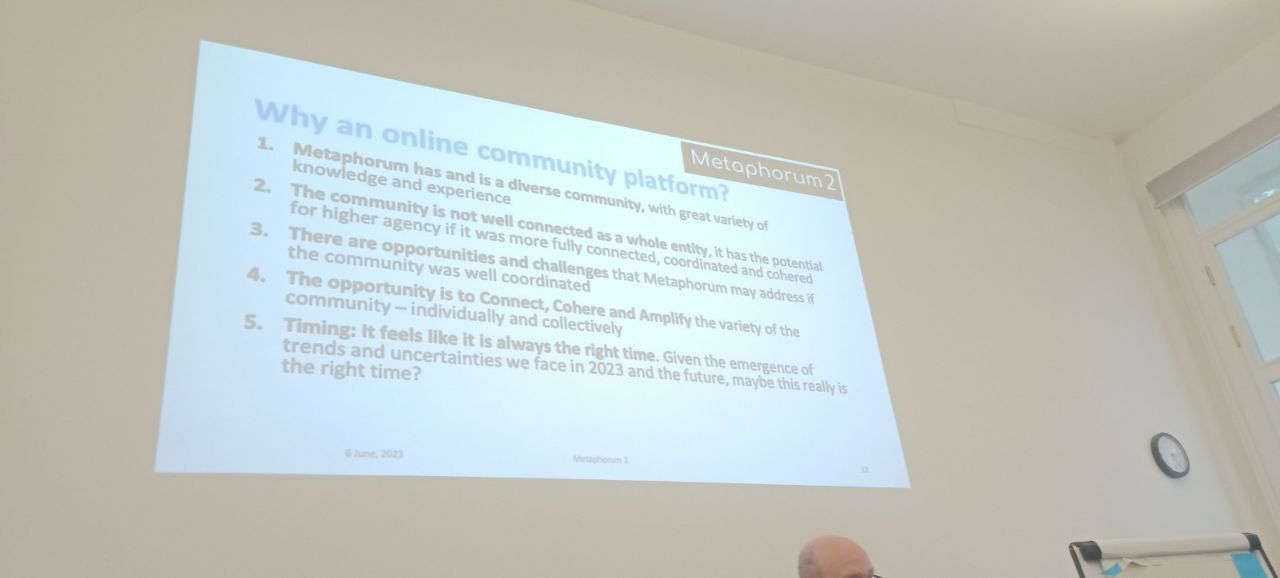 Why an online community platform?
Metaphorum 2
1. Metaphorum has and is a diverse community, with great variety of
knowledge and experience
2. The community is not well connected as a whole entity, it has the potential
for higher agency if it was more fully connected, coordinated and cohered
3. There are opportunities and challenges that Metaphorum may address if
the community was well coordinated
4. The opportunity is to Connect, Cohere and Amplify the variety of the
community – individually and collectively
5. Timing: It feels like it is always the right time. Given the emergence of
trends and uncertainties we face in 2023 and the future, maybe this really is
the right time?
6 June, 2023
Metaphorum 2